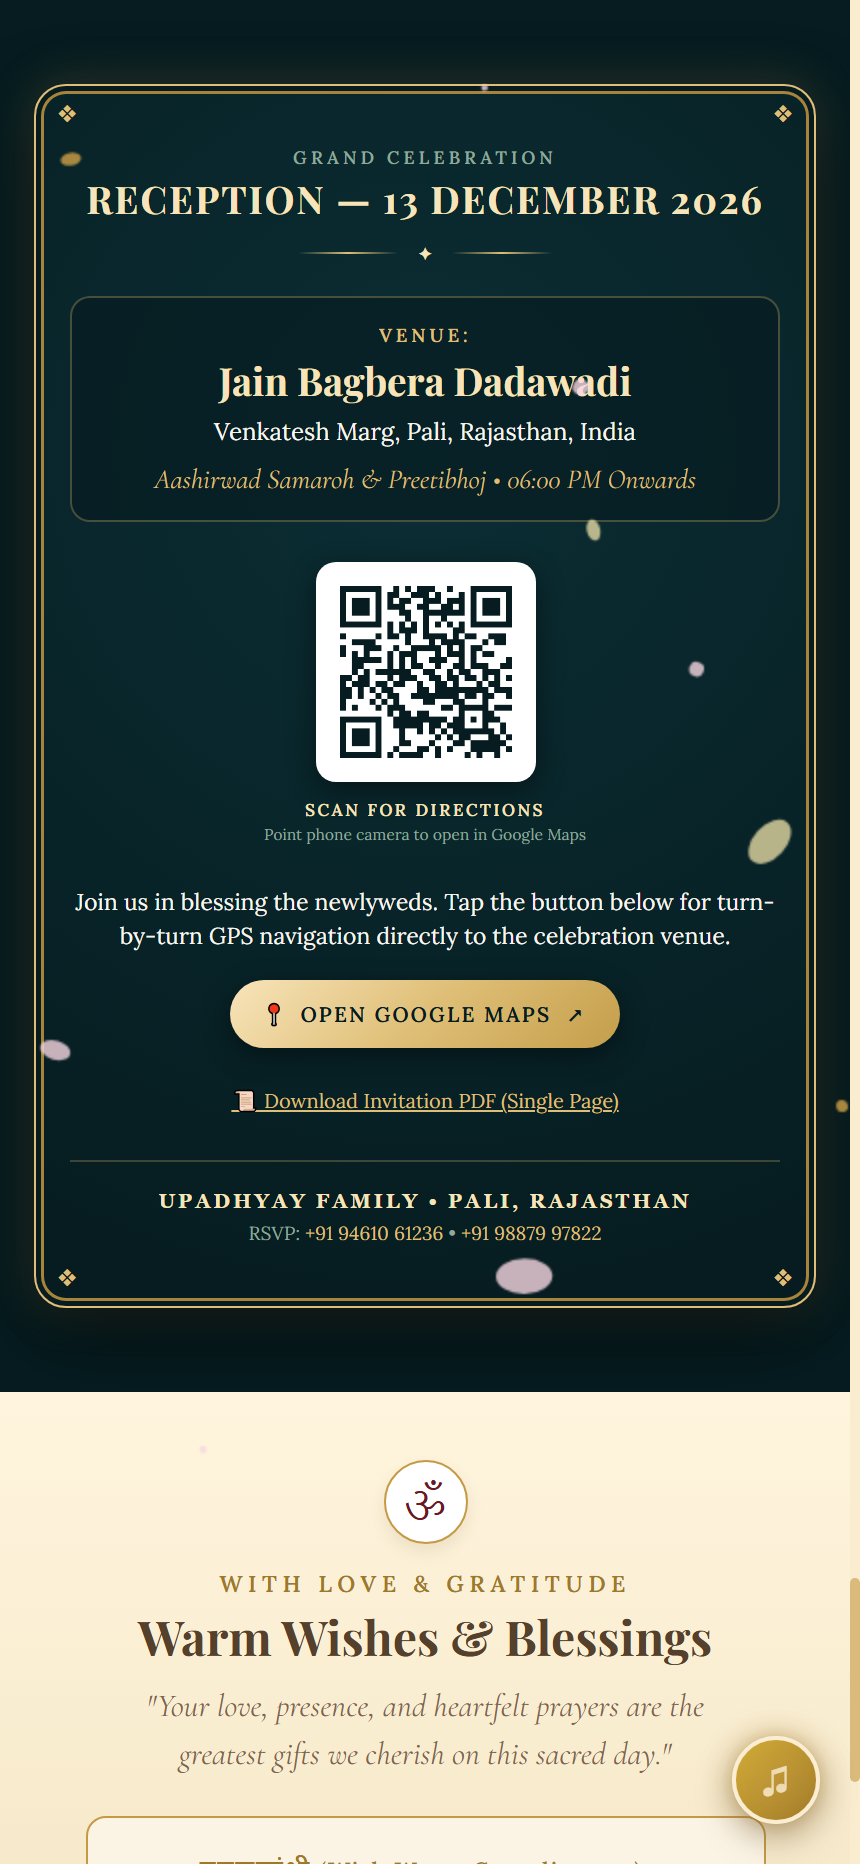 GRAND CELEBRATION
RECEPTION — 13 DECEMBER 2026
VENUE:
Jain Bagbera Dadawadi
Venkatesh Marg, Pali, Rajasthan, India
Aashirwad Samaroh & Preetibhoj • 06:00 PM Onwards
SCAN FOR DIRECTIONS
Point phone camera to open in Google Maps
Join us in blessing the newlyweds. Tap the button below for turn-
by-turn GPS navigation directly to the celebration venue.
OPEN GOOGLE MAPS ↗
Download Invitation PDF (Single Page)
UPADHYAY FAMILY • PALI, RAJASTHAN
RSVP: +91 94610 61236 • +91 98879 97822
ॐ
WITH LOVE & GRATITUDE
Warm Wishes & Blessings
"Your love, presence, and heartfelt prayers are the
greatest gifts we cherish on this sacred day."